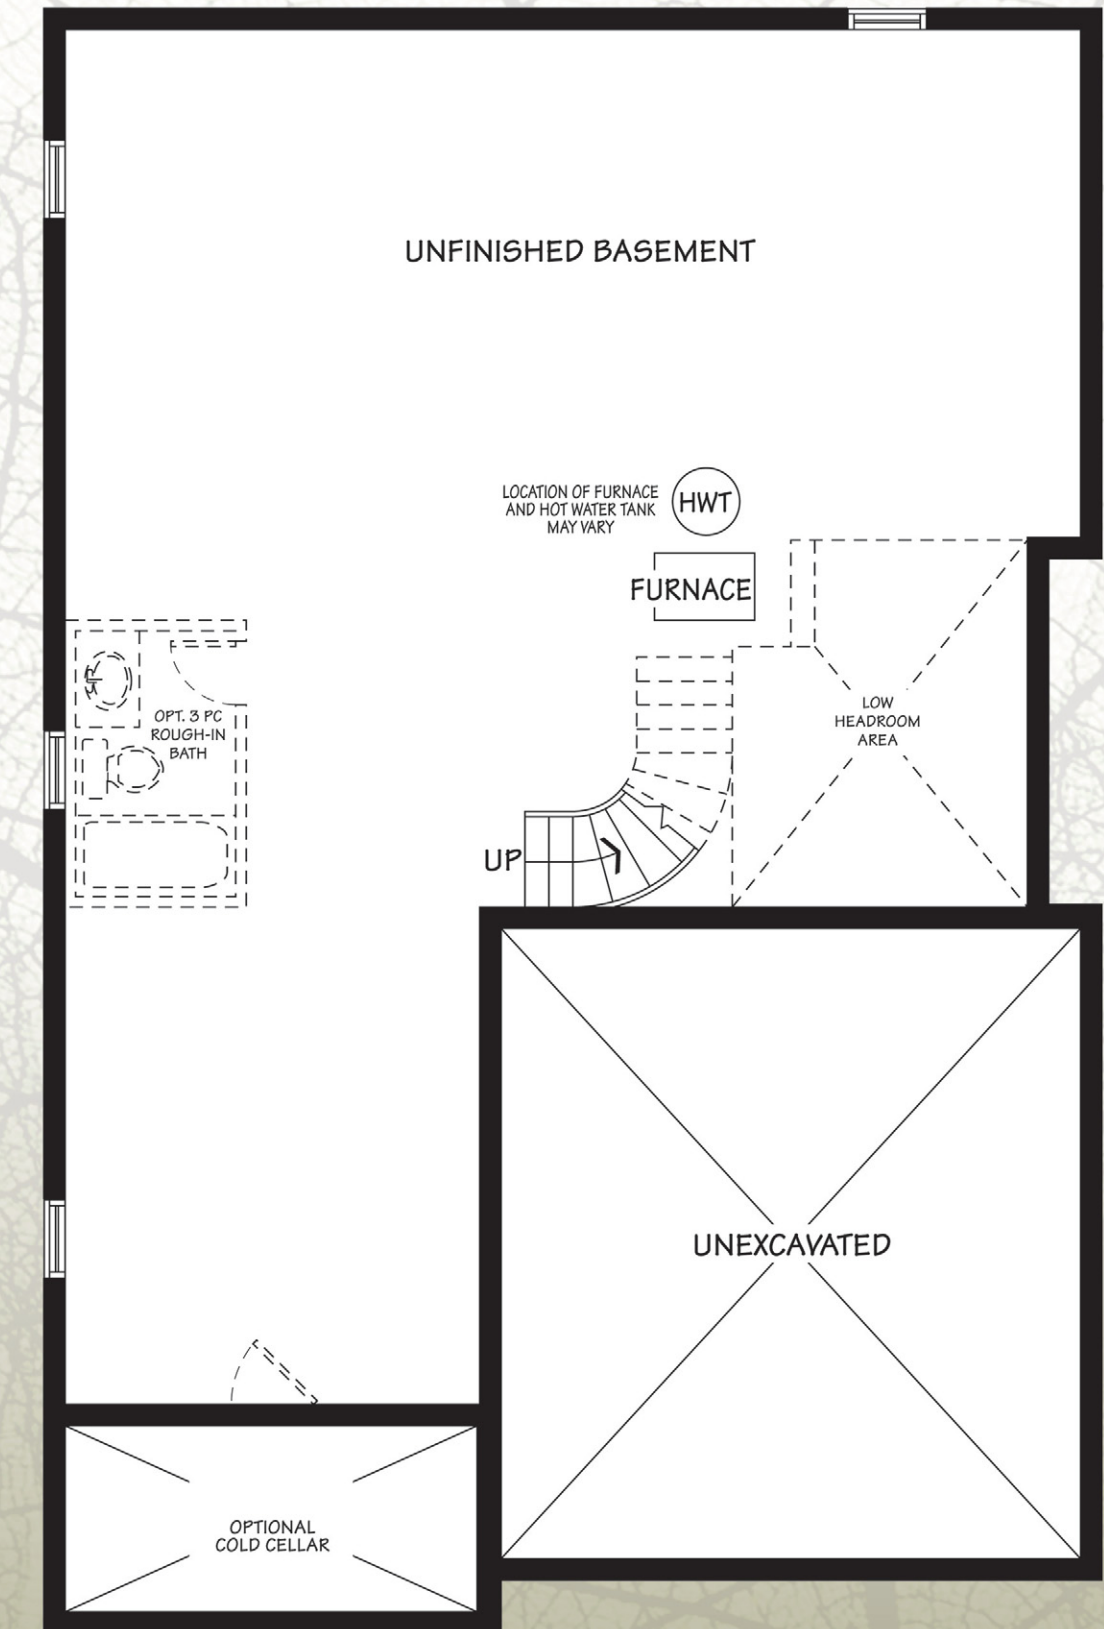 UNFINISHED BASEMENT
LOCATION OF FURNACE
AND HOT WATER TANK
MAY VARY
HWT
FURNACE
OPT. 3 PC
ROUGH-IN
BATH
LOW
HEADROOM
AREA
UP
UNEXCAVATED
OPTIONAL
COLD CELLAR